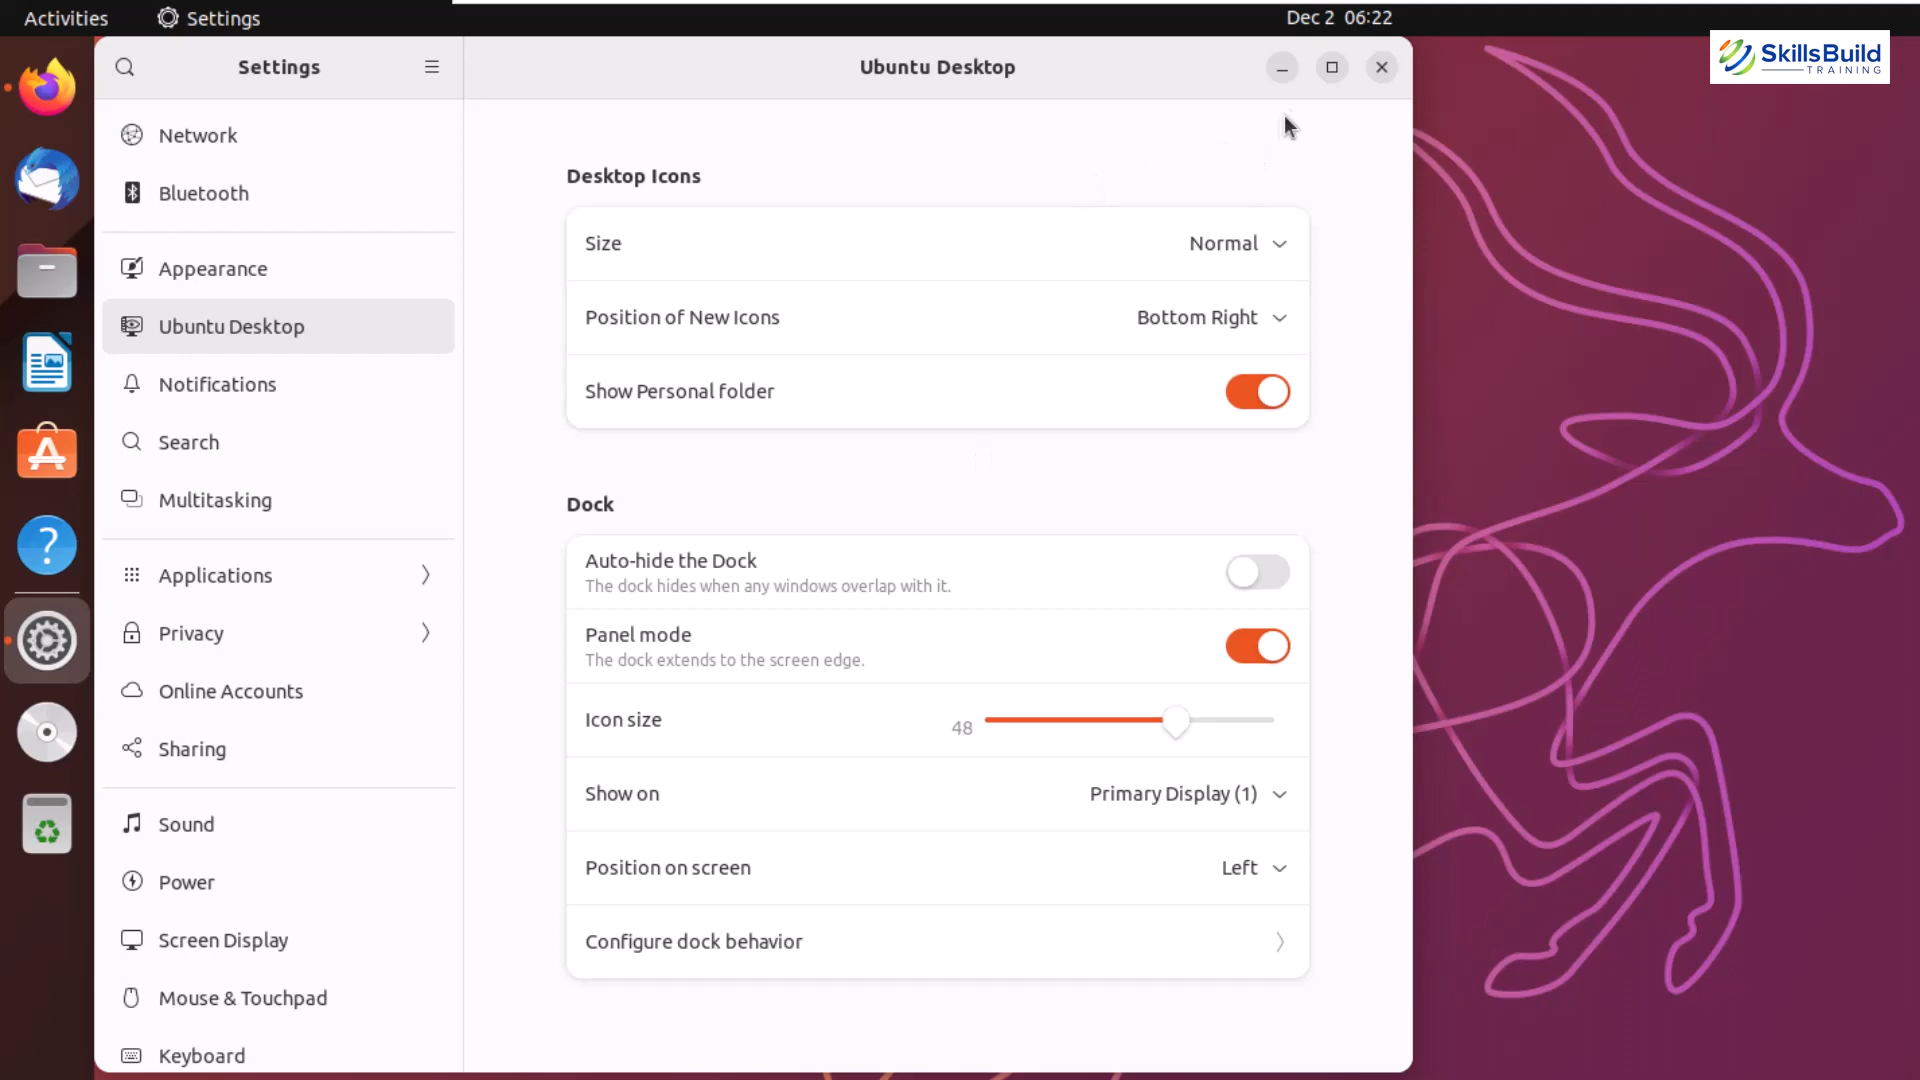 Activities
Settings
Dec 2 06:22
SkillsBuild
TRAINING
Settings
Ubuntu Desktop
Network
Bluetooth
Appearance
Ubuntu Desktop
Notifications
Search
Multitasking
Applications
Privacy
Online Accounts
Sharing
Sound
Power
Screen Display
Mouse & Touchpad
Keyboard
Desktop Icons
Size
Normal
Position of New Icons
Bottom Right
Show Personal folder
Dock
Auto-hide the Dock
The dock hides when any windows overlap with it.
Panel mode
The dock extends to the screen edge.
Icon size
48
Show on
Primary Display (1)
Position on screen
Left
Configure dock behavior